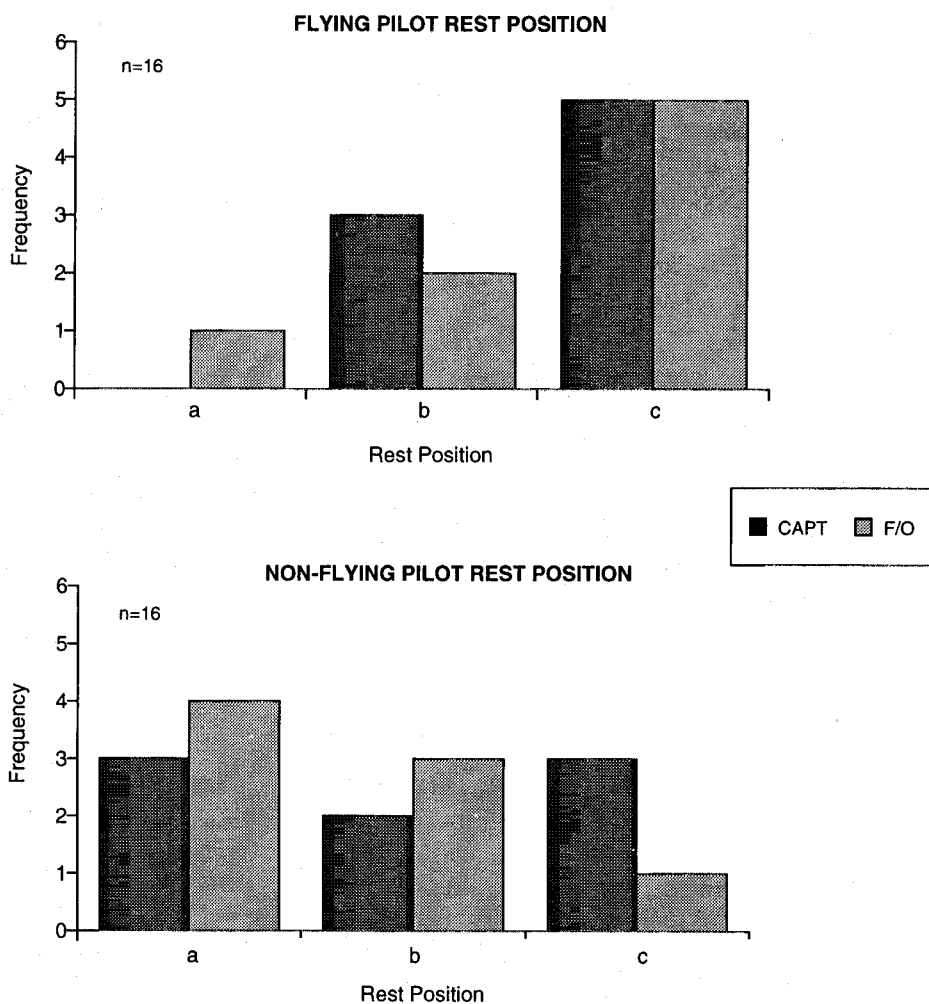 FLYING PILOT REST POSITION
n=16
6
5
4
3
2
1
0
Frequency
a b c
Rest Position
CAPT F/O
NON-FLYING PILOT REST POSITION
n=16
6
5
4
3
2
1
0
Frequency
a b c
Rest Position